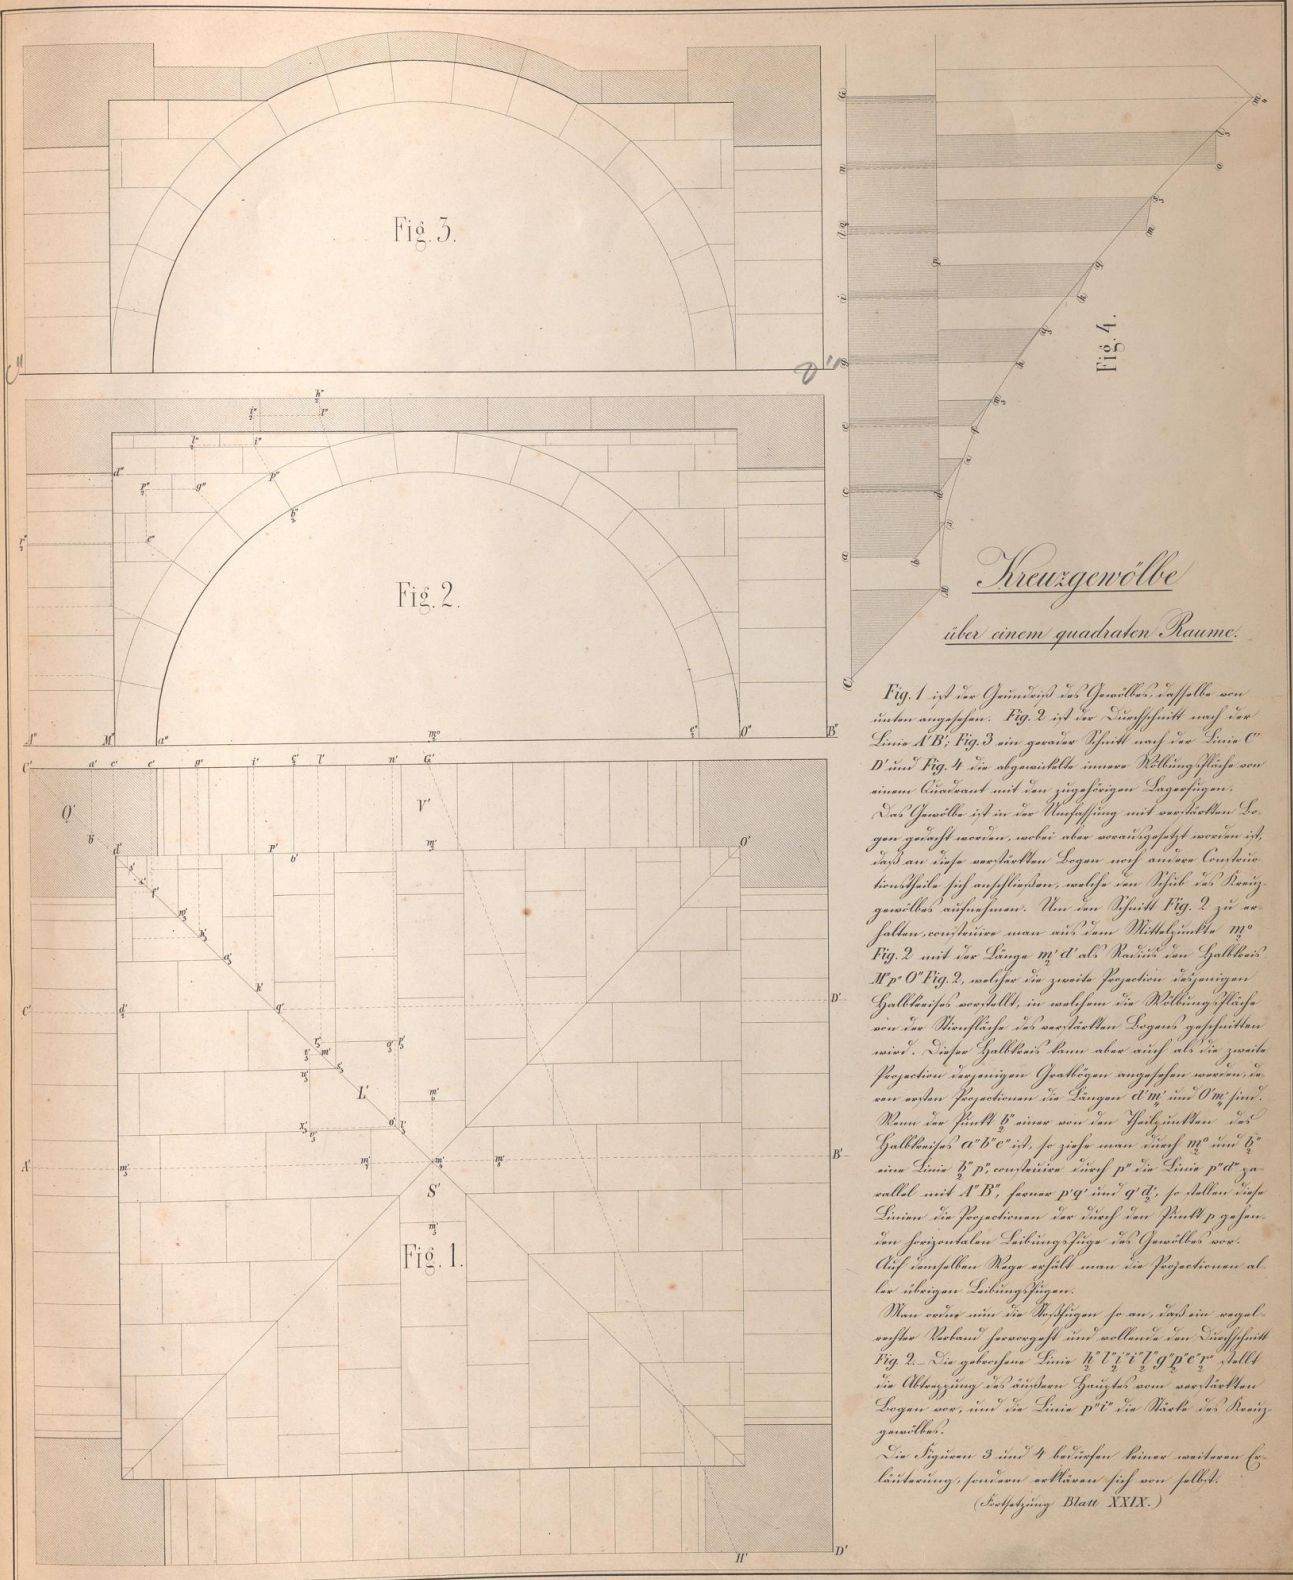 Fig. 3.
Fig. 2.
Fig. 1.
Fig. 4.
Kreuzgewölbe
über einem quadraten Raume.
Fig. 1 ist der Grundriß des Gewölbes, dasselbe von
unten angesehen. Fig. 2 ist der Durchschnitt nach der
Linie A'B'; Fig. 3 ein gerader Schnitt nach der Linie C'
D' und Fig. 4 die abgewickelte innere Wölbungsfläche von
einem Quadrant mit den zugehörigen Lagerfugen.
Das Gewölbe ist in der Umfassung mit verstärkten Bo-
gen gedacht worden, wobei aber vorausgesetzt worden ist,
daß an diese verstärkten Bogen noch andere Construc-
tionstheile sich anschließen, welche den Schub des Kreuz-
gewölbes aufnehmen. Um den Schnitt Fig. 2 zu er-
halten, construire man aus dem Mittelpunkte m°
Fig. 2 mit der Länge m'd' als Radius den Halbkreis
M"p"O" Fig. 2, welcher die zweite Projection desjenigen
Halbkreises vorstellt, in welchem die Wölbungsfläche
von der Stirnfläche des verstärkten Bogens geschnitten
wird. Dieser Halbkreis kann aber auch als die zweite
Projection derjenigen Gratbögen angesehen werden, de-
ren ersten Projectionen die Längen d'm' und O'm' sind.
Wenn der Punkt b" einer von den Theilpunkten des
Halbkreises a"b"c" ist, so ziehe man durch m° und b"
eine Linie b"p", construire durch p" die Linie p"d" pa-
rallel mit A"B", ferner p'q' und q'd', so stellen diese
Linien die Projectionen der durch den Punkt p gehen-
den horizontalen Leibungsfuge des Gewölbes vor.
Auf demselben Wege erhält man die Projectionen al-
ler übrigen Leibungsfugen.
Man ordne nun die Stoßfugen so an, daß ein regel-
rechter Verband hervorgeht und vollende den Durchschnitt
Fig. 2. Die gebrochene Linie h"l"i"i"l"g"p"e"r" stellt
die Abtreppung des äußern Hauptes vom verstärkten
Bogen vor, und die Linie p"i" die Stärke des Kreuz-
gewölbes.
Die Figuren 3 und 4 bedürfen keiner weiteren Er-
läuterung, sondern erklären sich von selbst.
(Fortsetzung Blatt XXIX.)
C"
D"
A"
M"
a"
m°
O"
B"
C'
G'
Q'
V'
O'
D'
L'
A'
B'
S'
H'
D'